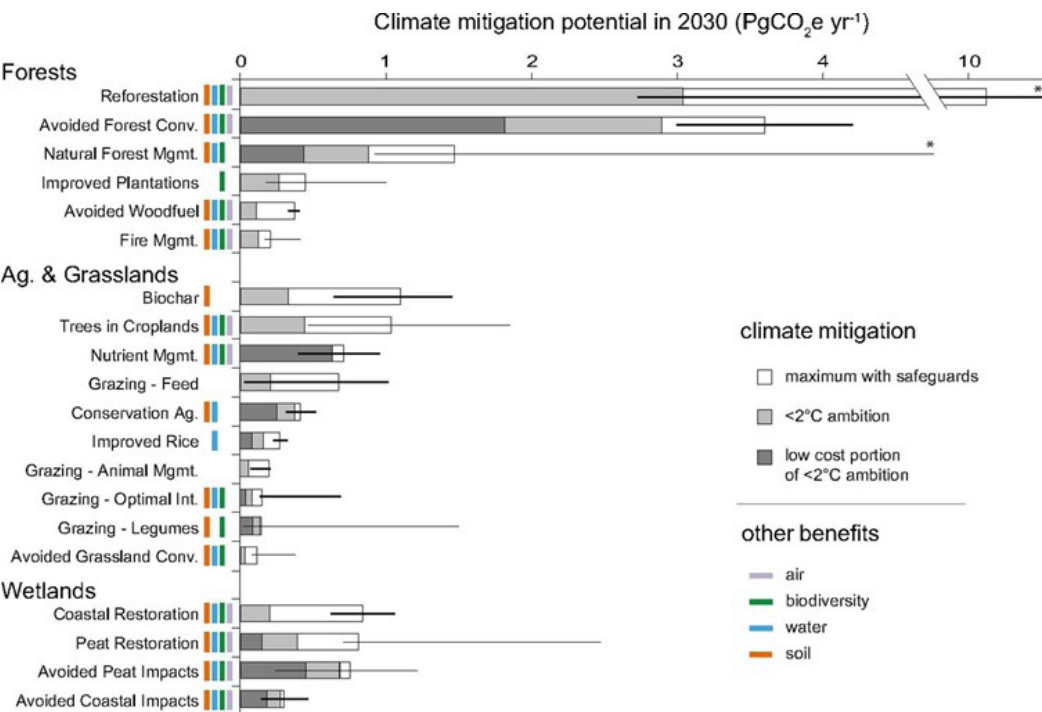 Climate mitigation potential in 2030 (PgCO₂e yr⁻¹)
0 1 2 3 4 10
Forests
Reforestation *
Avoided Forest Conv.
Natural Forest Mgmt. *
Improved Plantations
Avoided Woodfuel
Fire Mgmt.
Ag. & Grasslands
Biochar
Trees in Croplands
Nutrient Mgmt.
Grazing - Feed
Conservation Ag.
Improved Rice
Grazing - Animal Mgmt.
Grazing - Optimal Int.
Grazing - Legumes
Avoided Grassland Conv.
Wetlands
Coastal Restoration
Peat Restoration
Avoided Peat Impacts
Avoided Coastal Impacts
climate mitigation
maximum with safeguards
<2°C ambition
low cost portion
of <2°C ambition
other benefits
air
biodiversity
water
soil